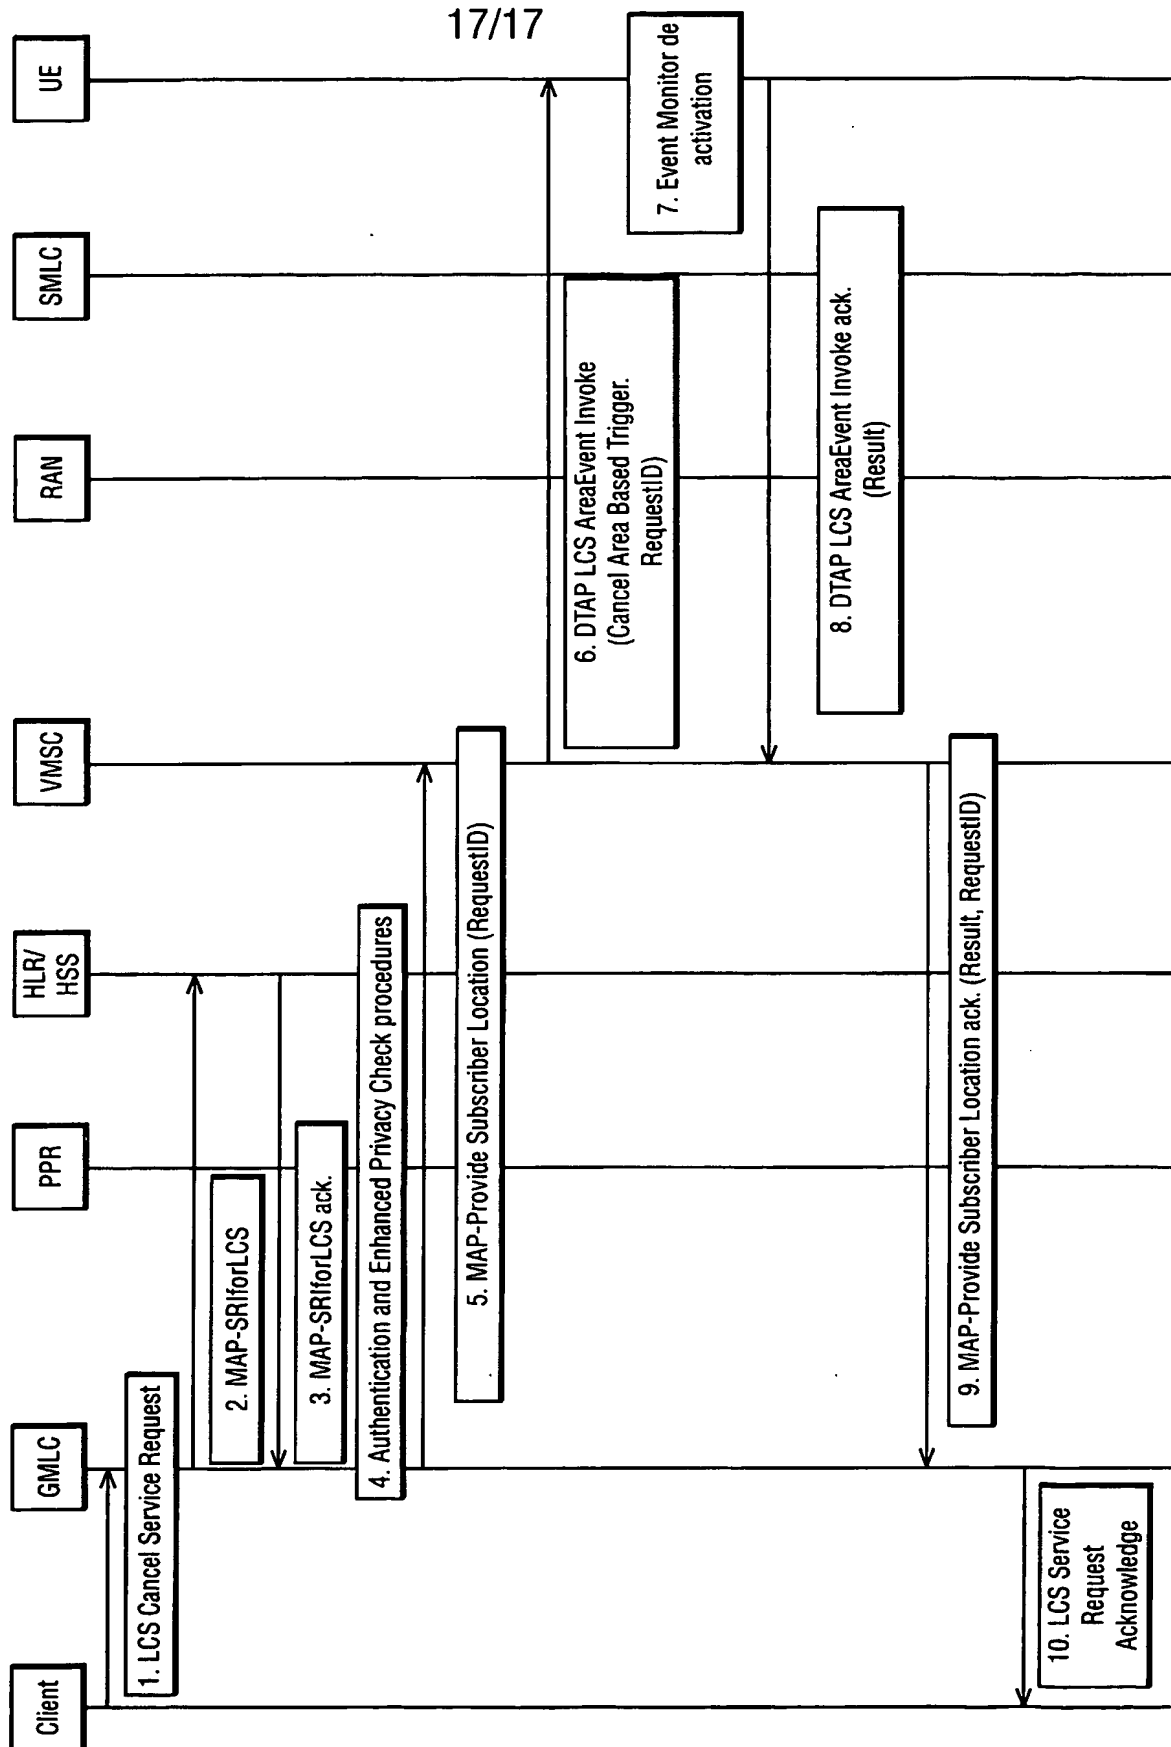 17/17
Client
GMLC
PPR
HLR/
HSS
VMSC
RAN
SMLC
UE
1. LCS Cancel Service Request
2. MAP-SRIforLCS
3. MAP-SRIforLCS ack.
4. Authentication and Enhanced Privacy Check procedures
5. MAP-Provide Subscriber Location (RequestID)
6. DTAP LCS AreaEvent Invoke
(Cancel Area Based Trigger.
RequestID)
7. Event Monitor de
activation
8. DTAP LCS AreaEvent Invoke ack.
(Result)
9. MAP-Provide Subscriber Location ack. (Result, RequestID)
10. LCS Service
Request
Acknowledge